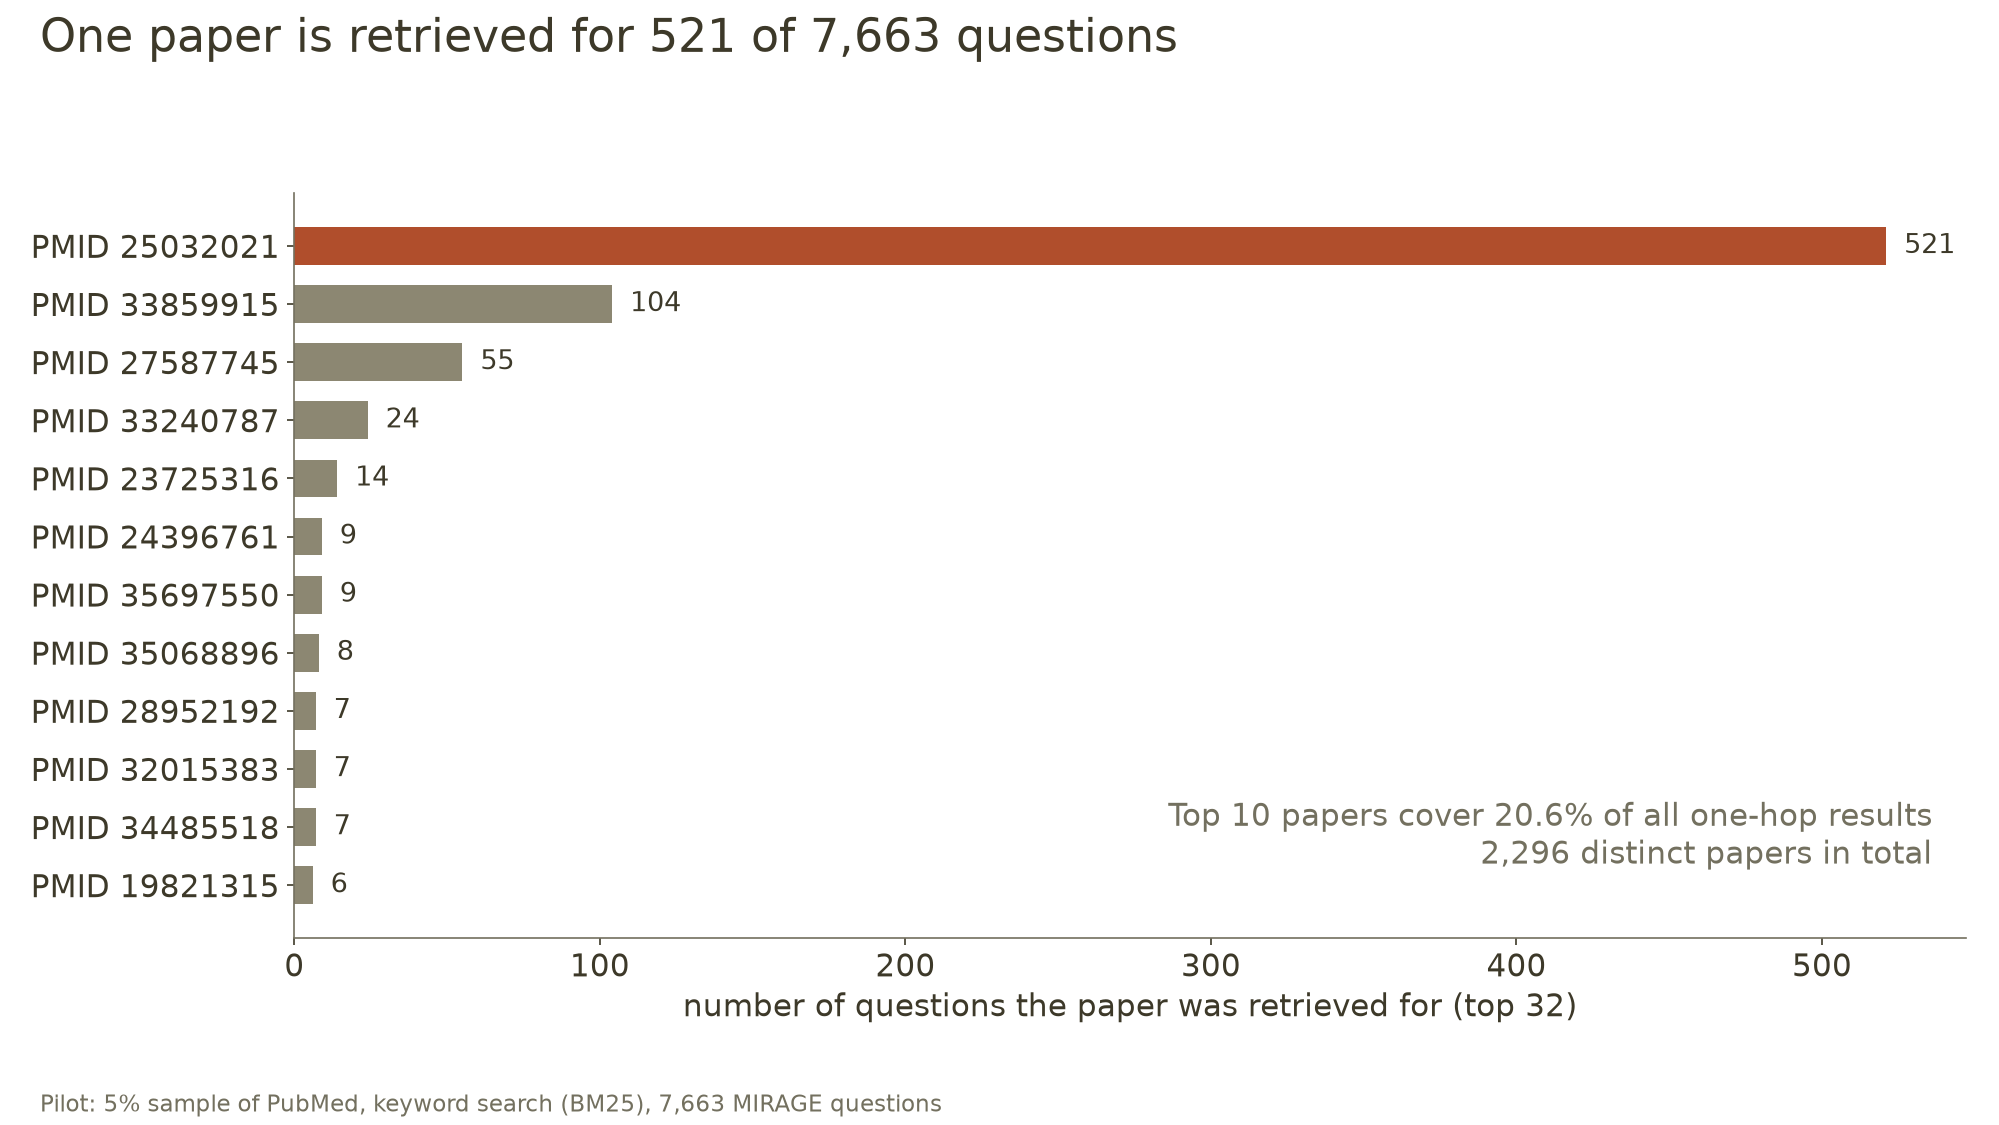 One paper is retrieved for 521 of 7,663 questions
PMID 25032021
521
PMID 33859915
104
PMID 27587745
55
PMID 33240787
24
PMID 23725316
14
PMID 24396761
9
PMID 35697550
9
PMID 35068896
8
PMID 28952192
7
PMID 32015383
7
PMID 34485518
7
PMID 19821315
6
Top 10 papers cover 20.6% of all one-hop results
2,296 distinct papers in total
0 100 200 300 400 500
number of questions the paper was retrieved for (top 32)
Pilot: 5% sample of PubMed, keyword search (BM25), 7,663 MIRAGE questions